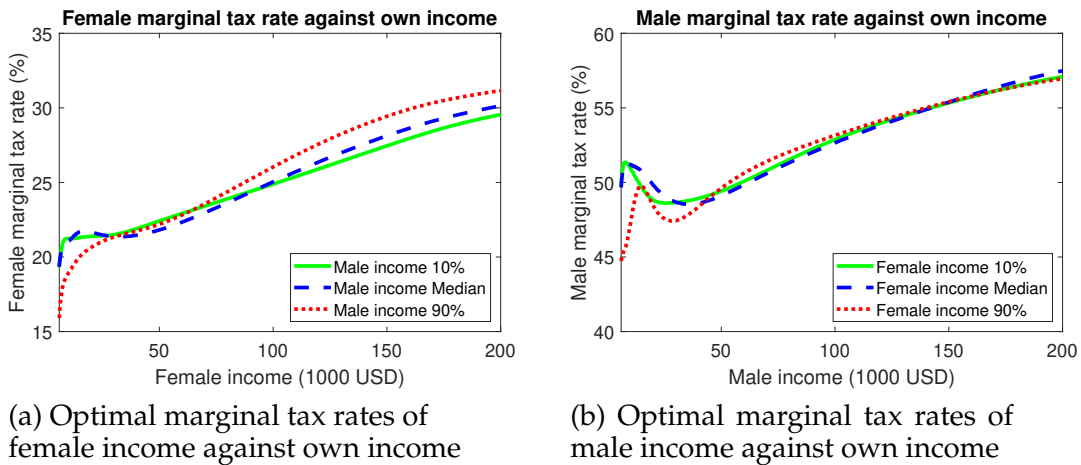 Female marginal tax rate against own income
Female marginal tax rate (%)
35
30
25
20
15
Male income 10%
Male income Median
Male income 90%
50
100
150
200
Female income (1000 USD)
(a) Optimal marginal tax rates of
female income against own income
Male marginal tax rate against own income
Male marginal tax rate (%)
60
55
50
45
40
Female income 10%
Female income Median
Female income 90%
50
100
150
200
Male income (1000 USD)
(b) Optimal marginal tax rates of
male income against own income